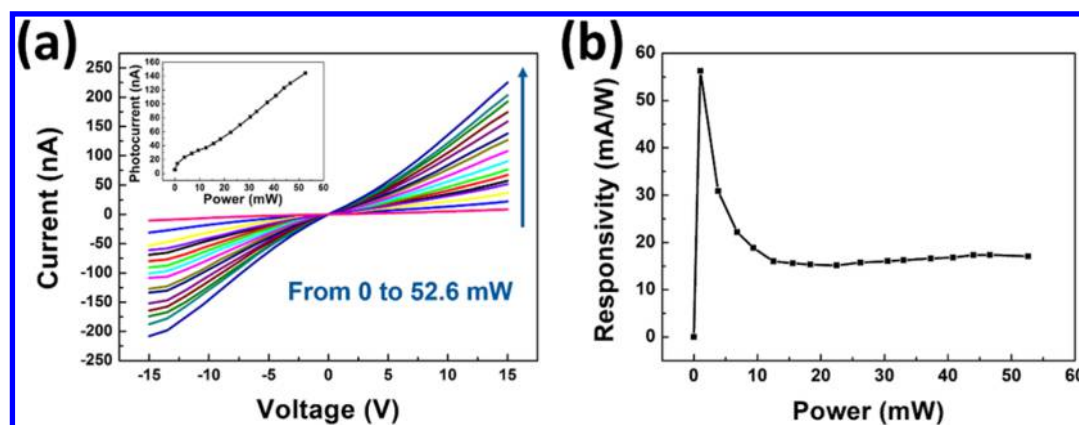 (a)
250
200
150
100
50
0
-50
-100
-150
-200
-250
Current (nA)
-15 -10 -5 0 5 10 15
Voltage (V)
From 0 to 52.6 mW
160
140
120
100
80
60
40
20
0
Photocurrent (nA)
0 10 20 30 40 50 60
Power (mW)
(b)
60
50
40
30
20
10
0
Responsivity (mA/W)
0 10 20 30 40 50 60
Power (mW)